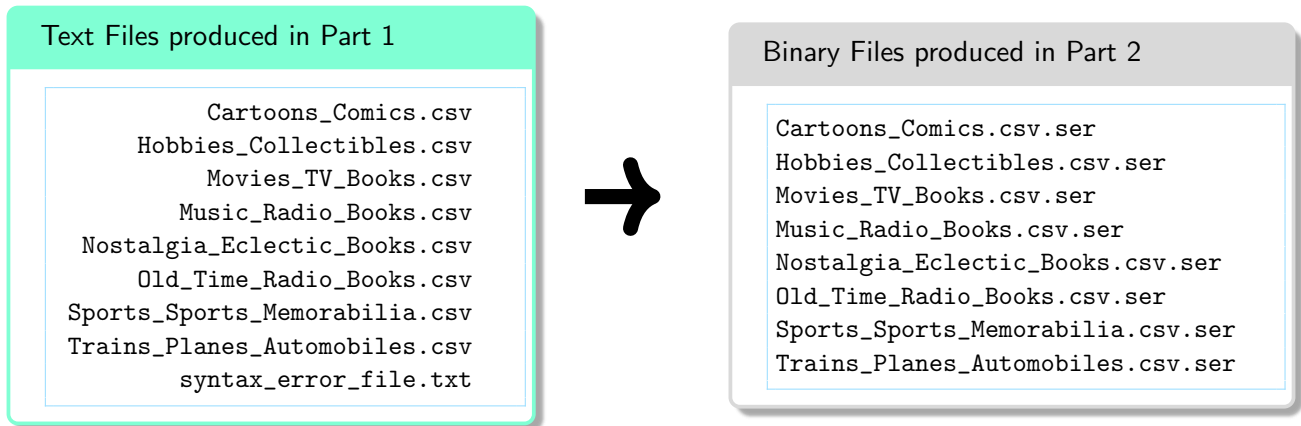 Text Files produced in Part 1
Cartoons_Comics.csv
Hobbies_Collectibles.csv
Movies_TV_Books.csv
Music_Radio_Books.csv
Nostalgia_Eclectic_Books.csv
Old_Time_Radio_Books.csv
Sports_Sports_Memorabilia.csv
Trains_Planes_Automobiles.csv
syntax_error_file.txt
Binary Files produced in Part 2
Cartoons_Comics.csv.ser
Hobbies_Collectibles.csv.ser
Movies_TV_Books.csv.ser
Music_Radio_Books.csv.ser
Nostalgia_Eclectic_Books.csv.ser
Old_Time_Radio_Books.csv.ser
Sports_Sports_Memorabilia.csv.ser
Trains_Planes_Automobiles.csv.ser